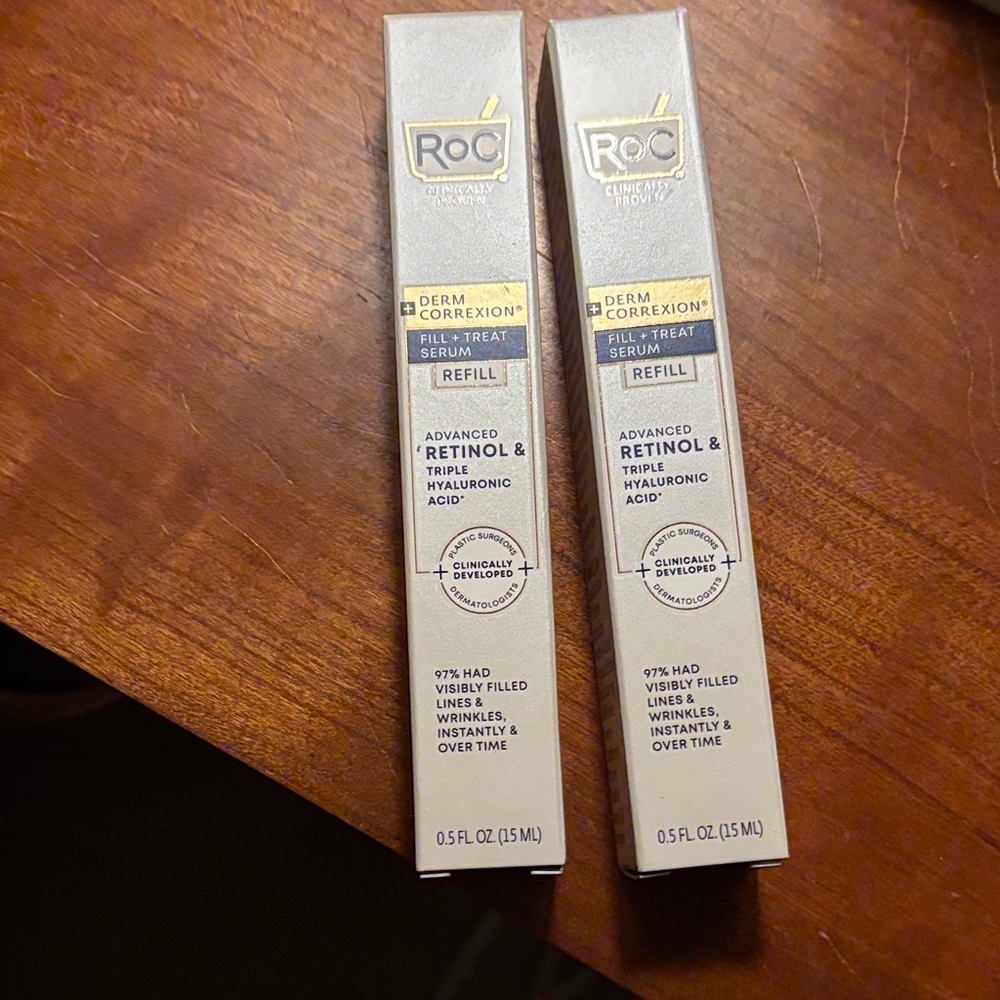 RoC®
CLINICALLY
PROVEN
+ DERM
CORREXION®
FILL + TREAT
SERUM
REFILL
ADVANCED
RETINOL &
TRIPLE
HYALURONIC
ACID*
PLASTIC SURGEONS
+ CLINICALLY +
DEVELOPED
DERMATOLOGISTS
97% HAD
VISIBLY FILLED
LINES &
WRINKLES,
INSTANTLY &
OVER TIME
0.5 FL. OZ. (15 ML)
RoC®
CLINICALLY
PROVEN
+ DERM
CORREXION®
FILL + TREAT
SERUM
REFILL
ADVANCED
RETINOL &
TRIPLE
HYALURONIC
ACID*
PLASTIC SURGEONS
+ CLINICALLY +
DEVELOPED
DERMATOLOGISTS
97% HAD
VISIBLY FILLED
LINES &
WRINKLES,
INSTANTLY &
OVER TIME
0.5 FL. OZ. (15 ML)